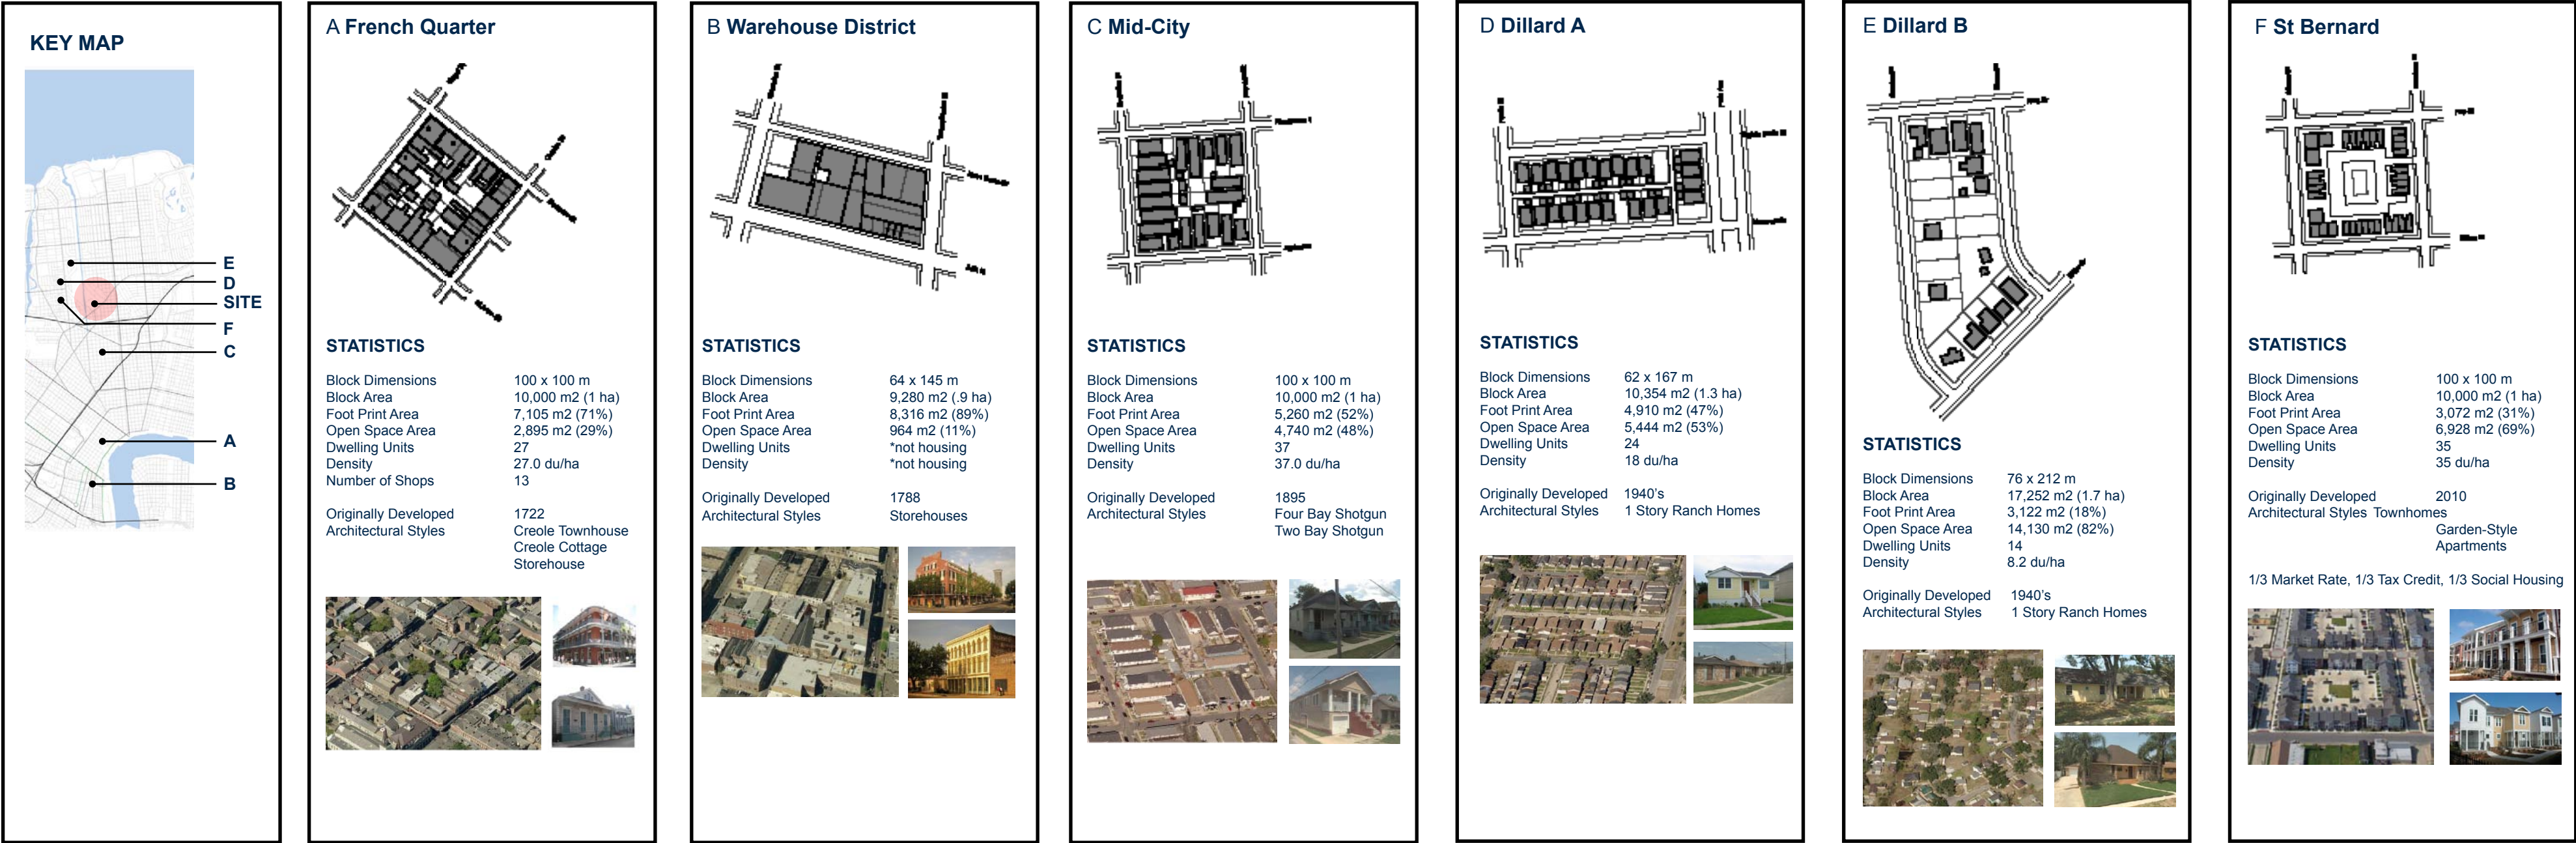 KEY MAP
E
D
SITE
F
C
A
B
A French Quarter
STATISTICS
Block Dimensions 100 x 100 m
Block Area 10,000 m2 (1 ha)
Foot Print Area 7,105 m2 (71%)
Open Space Area 2,895 m2 (29%)
Dwelling Units 27
Density 27.0 du/ha
Number of Shops 13
Originally Developed 1722
Architectural Styles Creole Townhouse
Creole Cottage
Storehouse
B Warehouse District
STATISTICS
Block Dimensions 64 x 145 m
Block Area 9,280 m2 (.9 ha)
Foot Print Area 8,316 m2 (89%)
Open Space Area 964 m2 (11%)
Dwelling Units *not housing
Density *not housing
Originally Developed 1788
Architectural Styles Storehouses
C Mid-City
STATISTICS
Block Dimensions 100 x 100 m
Block Area 10,000 m2 (1 ha)
Foot Print Area 5,260 m2 (52%)
Open Space Area 4,740 m2 (48%)
Dwelling Units 37
Density 37.0 du/ha
Originally Developed 1895
Architectural Styles Four Bay Shotgun
Two Bay Shotgun
D Dillard A
STATISTICS
Block Dimensions 62 x 167 m
Block Area 10,354 m2 (1.3 ha)
Foot Print Area 4,910 m2 (47%)
Open Space Area 5,444 m2 (53%)
Dwelling Units 24
Density 18 du/ha
Originally Developed 1940's
Architectural Styles 1 Story Ranch Homes
E Dillard B
STATISTICS
Block Dimensions 76 x 212 m
Block Area 17,252 m2 (1.7 ha)
Foot Print Area 3,122 m2 (18%)
Open Space Area 14,130 m2 (82%)
Dwelling Units 14
Density 8.2 du/ha
Originally Developed 1940's
Architectural Styles 1 Story Ranch Homes
F St Bernard
STATISTICS
Block Dimensions 100 x 100 m
Block Area 10,000 m2 (1 ha)
Foot Print Area 3,072 m2 (31%)
Open Space Area 6,928 m2 (69%)
Dwelling Units 35
Density 35 du/ha
Originally Developed 2010
Architectural Styles Townhomes
Garden-Style
Apartments
1/3 Market Rate, 1/3 Tax Credit, 1/3 Social Housing